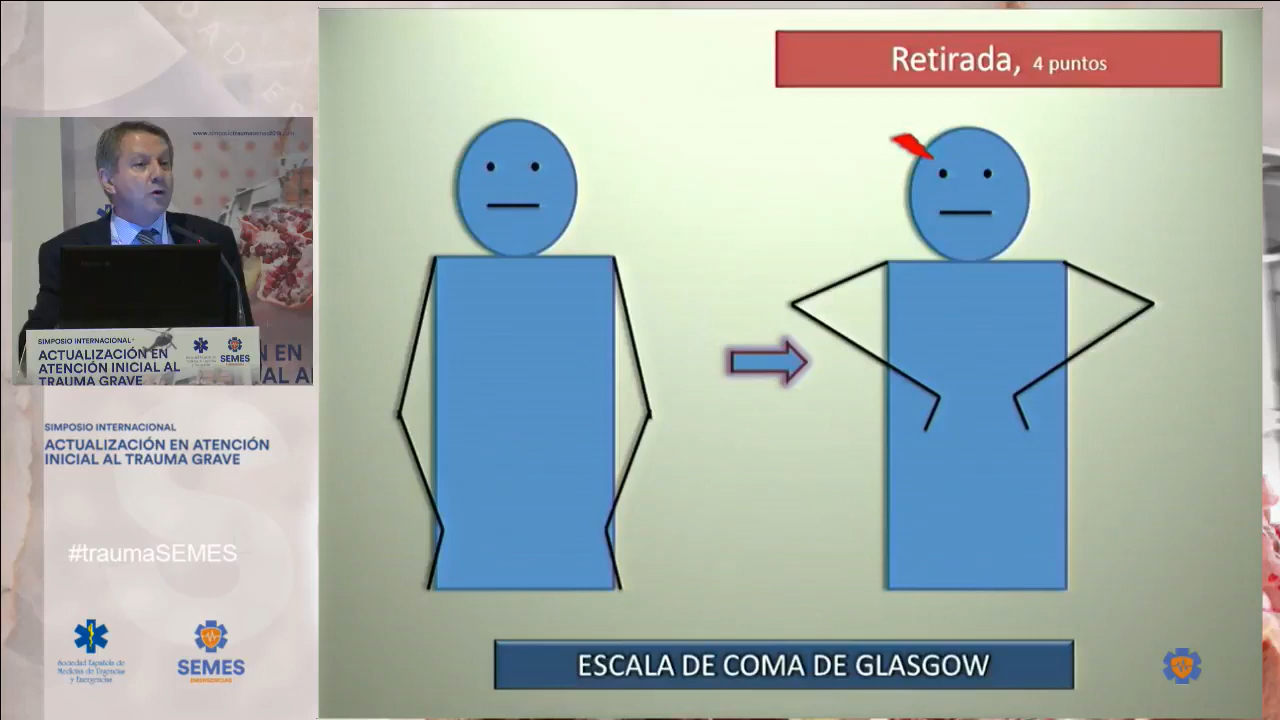 Retirada, 4 puntos
ESCALA DE COMA DE GLASGOW
SIMPOSIO INTERNACIONAL
ACTUALIZACIÓN EN
ATENCIÓN INICIAL AL
TRAUMA GRAVE
SEMES
SIMPOSIO INTERNACIONAL
ACTUALIZACIÓN EN ATENCIÓN
INICIAL AL TRAUMA GRAVE
#traumaSEMES
Sociedad Española de
Medicina de Urgencias
y Emergencias
SEMES